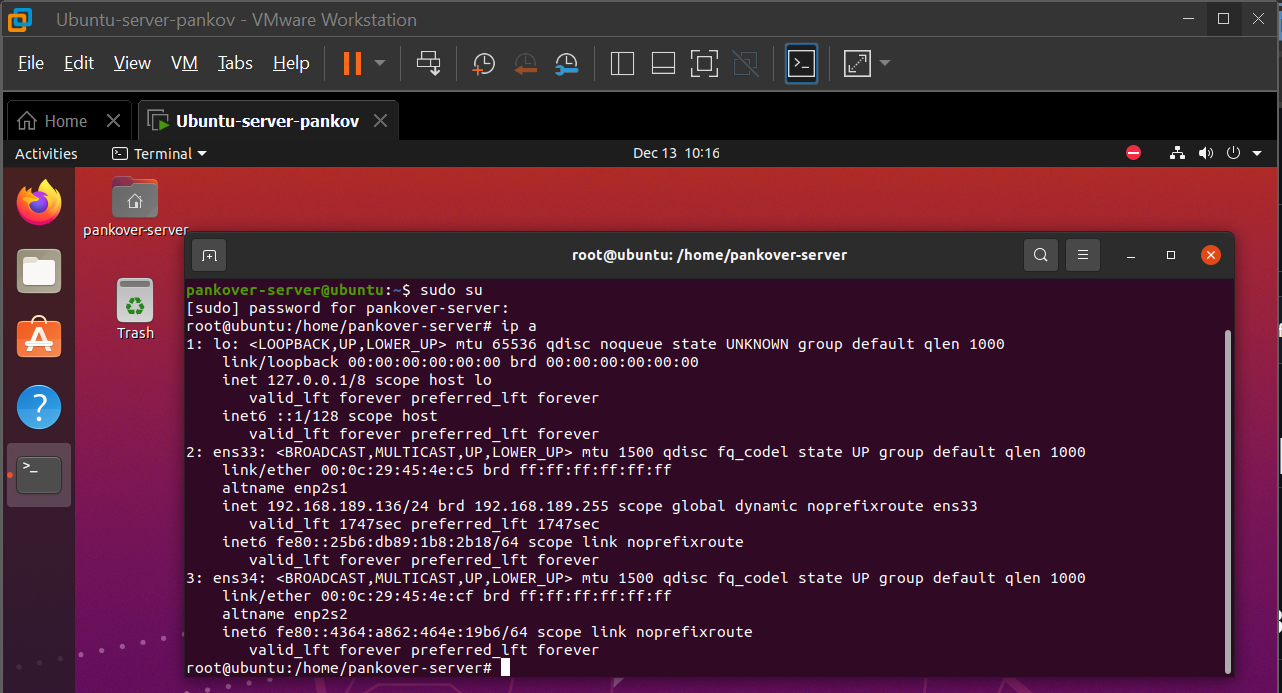 Ubuntu-server-pankov - VMware Workstation
File Edit View VM Tabs Help
Home Ubuntu-server-pankov
Activities Terminal Dec 13 10:16
pankover-server
Trash
root@ubuntu: /home/pankover-server
pankover-server@ubuntu:~$ sudo su
[sudo] password for pankover-server:
root@ubuntu:/home/pankover-server# ip a
1: lo: <LOOPBACK,UP,LOWER_UP> mtu 65536 qdisc noqueue state UNKNOWN group default qlen 1000
link/loopback 00:00:00:00:00:00 brd 00:00:00:00:00:00
inet 127.0.0.1/8 scope host lo
valid_lft forever preferred_lft forever
inet6 ::1/128 scope host
valid_lft forever preferred_lft forever
2: ens33: <BROADCAST,MULTICAST,UP,LOWER_UP> mtu 1500 qdisc fq_codel state UP group default qlen 1000
link/ether 00:0c:29:45:4e:c5 brd ff:ff:ff:ff:ff:ff
altname enp2s1
inet 192.168.189.136/24 brd 192.168.189.255 scope global dynamic noprefixroute ens33
valid_lft 1747sec preferred_lft 1747sec
inet6 fe80::25b6:db89:1b8:2b18/64 scope link noprefixroute
valid_lft forever preferred_lft forever
3: ens34: <BROADCAST,MULTICAST,UP,LOWER_UP> mtu 1500 qdisc fq_codel state UP group default qlen 1000
link/ether 00:0c:29:45:4e:cf brd ff:ff:ff:ff:ff:ff
altname enp2s2
inet6 fe80::4364:a862:464e:19b6/64 scope link noprefixroute
valid_lft forever preferred_lft forever
root@ubuntu:/home/pankover-server#